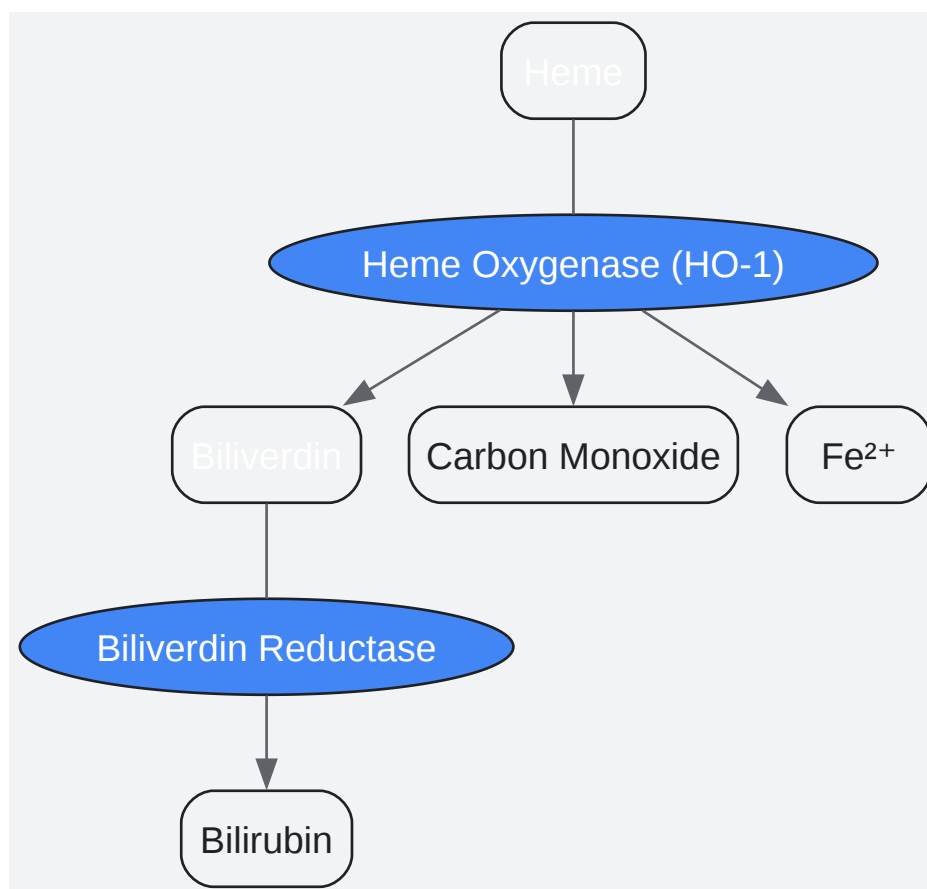 Heme
Heme Oxygenase (HO-1)
Biliverdin
Carbon Monoxide
Fe²⁺
Biliverdin Reductase
Bilirubin